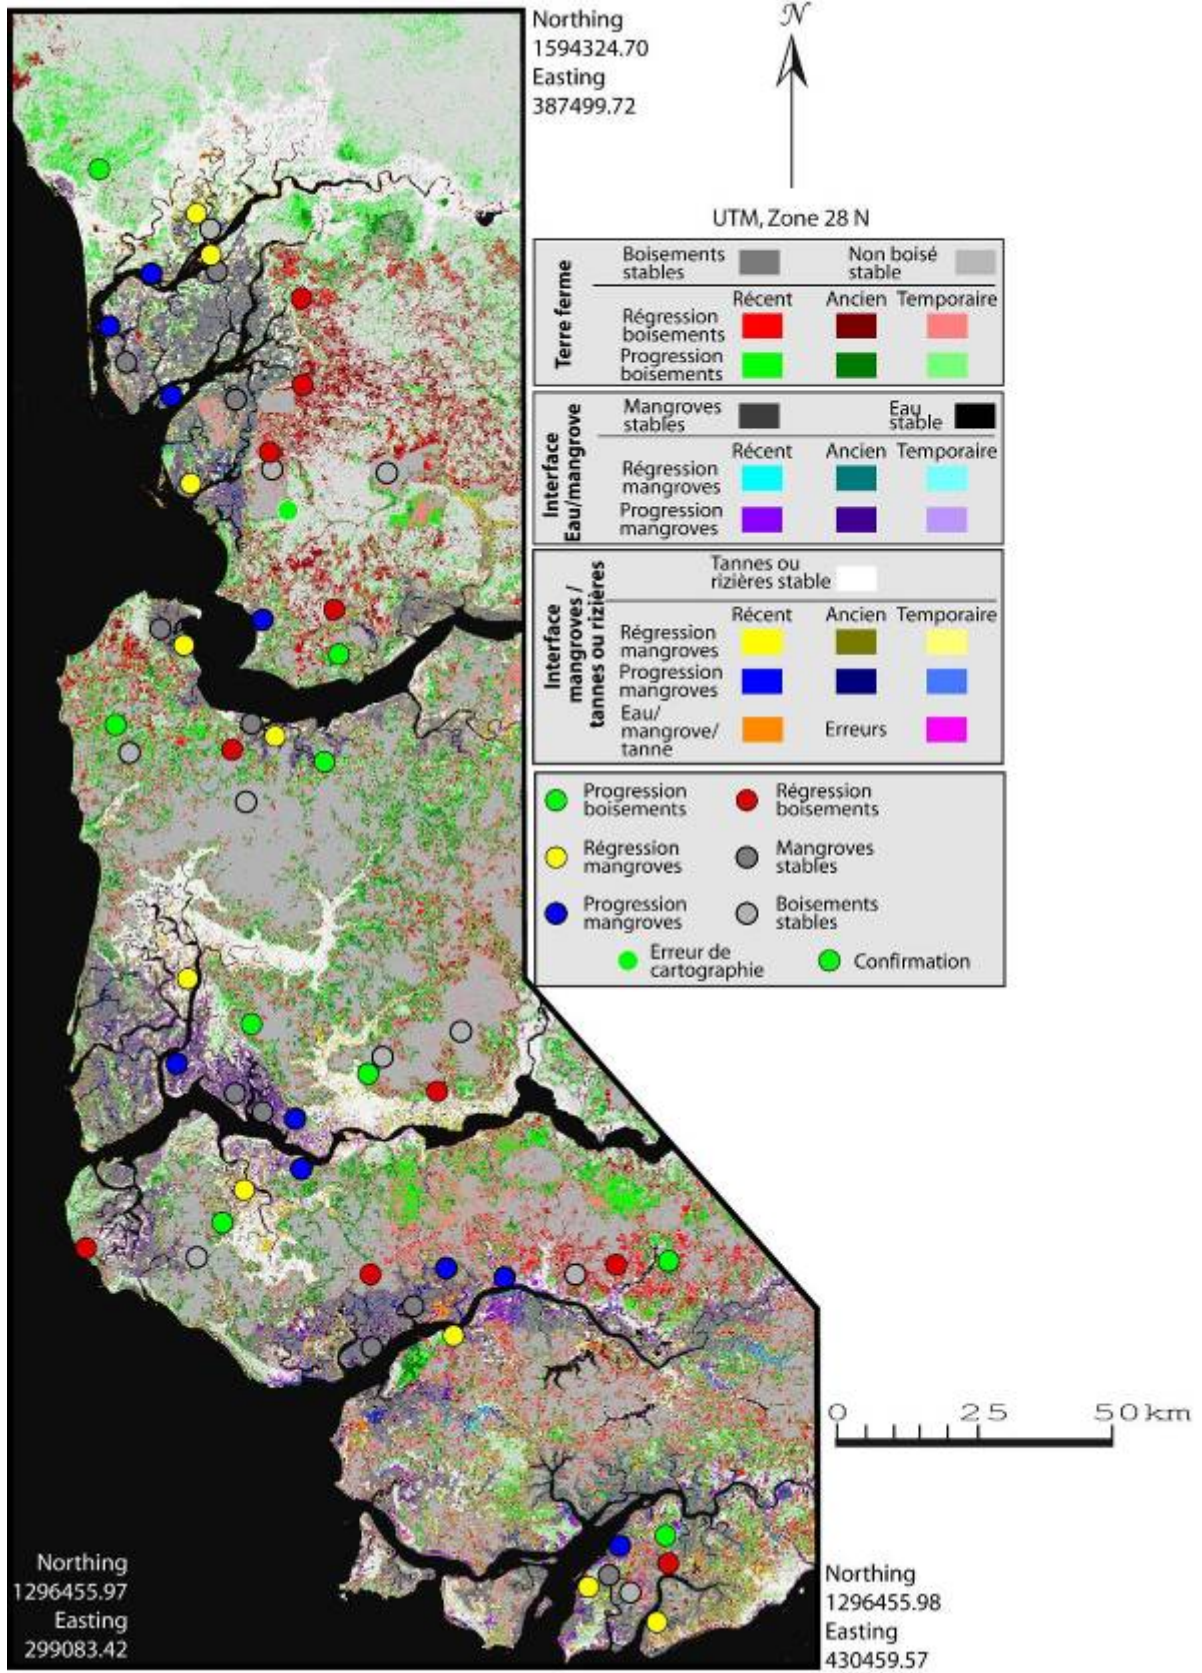 Northing
1594324.70
Easting
387499.72
N
UTM, Zone 28 N
Terre ferme
Boisements
stables
Non boisé
stable
Récent
Ancien
Temporaire
Régression
boisements
Progression
boisements
Interface
Eau/mangrove
Mangroves
stables
Eau
stable
Récent
Ancien
Temporaire
Régression
mangroves
Progression
mangroves
Interface
mangroves /
tannes ou rizières
Tannes ou
rizières stable
Récent
Ancien
Temporaire
Régression
mangroves
Progression
mangroves
Eau/
mangrove/
tanne
Erreurs
Progression
boisements
Régression
boisements
Régression
mangroves
Mangroves
stables
Progression
mangroves
Boisements
stables
Erreur de
cartographie
Confirmation
0 25 50 km
Northing
1296455.97
Easting
299083.42
Northing
1296455.98
Easting
430459.57